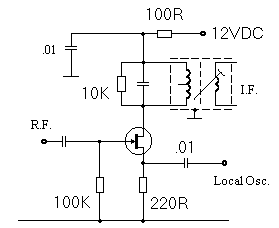 100R
12VDC
.01
10K
I.F.
R.F.
.01
Local Osc.
100K
220R